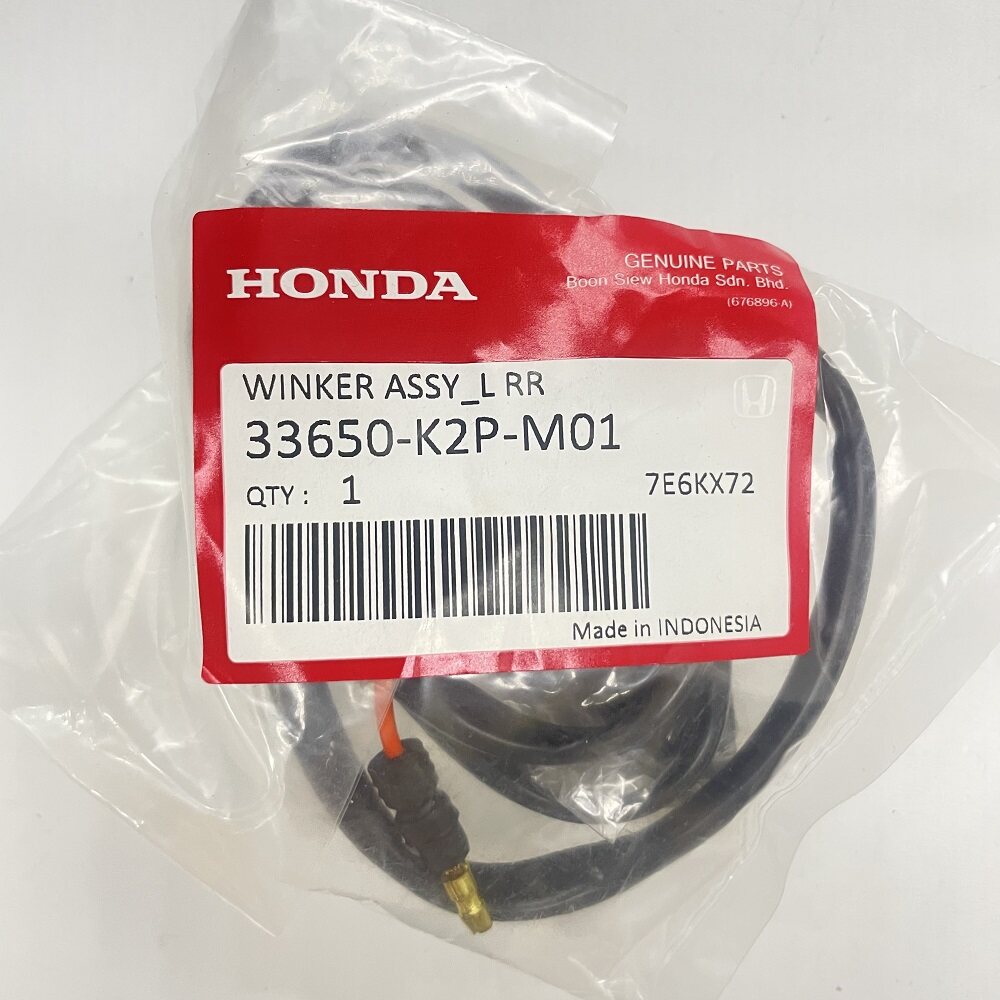 HONDA
GENUINE PARTS
Boon Siew Honda Sdn. Bhd.
(676896-A)
WINKER ASSY_L RR
33650-K2P-M01
QTY : 1 7E6KX72
Made in INDONESIA